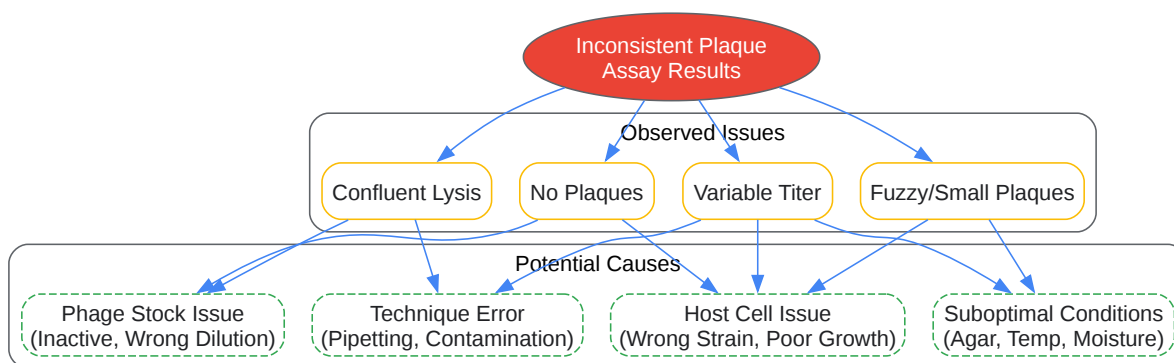 Inconsistent Plaque
Assay Results
Observed Issues
Confluent Lysis
No Plaques
Variable Titer
Fuzzy/Small Plaques
Potential Causes
Phage Stock Issue
(Inactive, Wrong Dilution)
Technique Error
(Pipetting, Contamination)
Host Cell Issue
(Wrong Strain, Poor Growth)
Suboptimal Conditions
(Agar, Temp, Moisture)